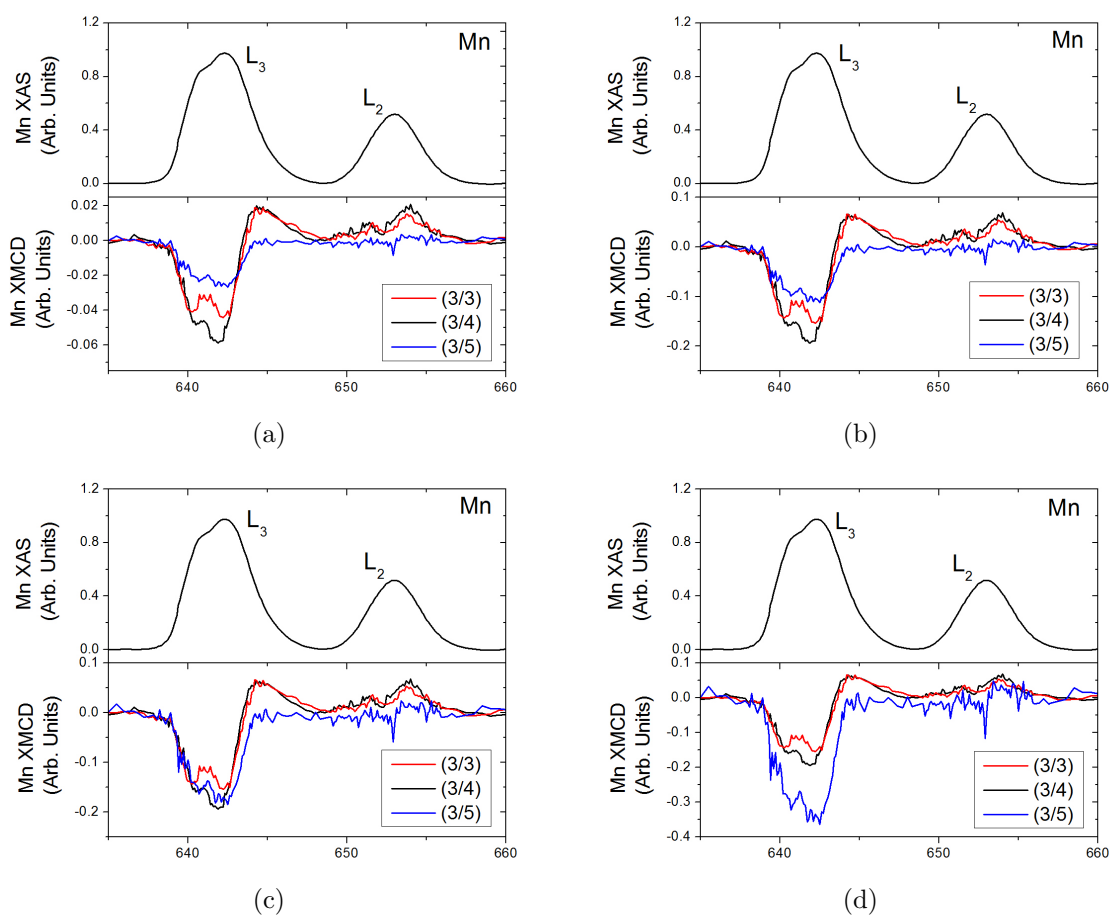 1.2
0.8
0.4
0.0
Mn XAS
(Arb. Units)
L3
L2
Mn
0.02
0.00
-0.02
-0.04
-0.06
Mn XMCD
(Arb. Units)
(3/3)
(3/4)
(3/5)
640 650 660
(a)
1.2
0.8
0.4
0.0
Mn XAS
(Arb. Units)
L3
L2
Mn
0.1
0.0
-0.1
-0.2
Mn XMCD
(Arb. Units)
(3/3)
(3/4)
(3/5)
640 650 660
(b)
1.2
0.8
0.4
0.0
Mn XAS
(Arb. Units)
L3
L2
Mn
0.1
0.0
-0.1
-0.2
Mn XMCD
(Arb. Units)
(3/3)
(3/4)
(3/5)
640 650 660
(c)
1.2
0.8
0.4
0.0
Mn XAS
(Arb. Units)
L3
L2
Mn
0.1
0.0
-0.1
-0.2
-0.3
-0.4
Mn XMCD
(Arb. Units)
(3/3)
(3/4)
(3/5)
640 650 660
(d)